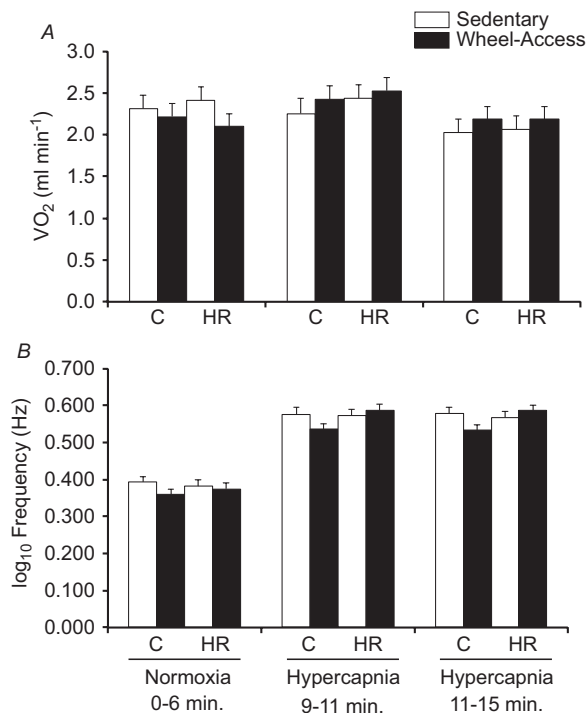 A
Sedentary
Wheel-Access
3.0
2.5
2.0
1.5
1.0
0.5
0.0
VO₂ (ml min⁻¹)
C HR C HR C HR
B
0.700
0.600
0.500
0.400
0.300
0.200
0.100
0.000
log₁₀ Frequency (Hz)
C HR C HR C HR
Normoxia Hypercapnia Hypercapnia
0-6 min. 9-11 min. 11-15 min.